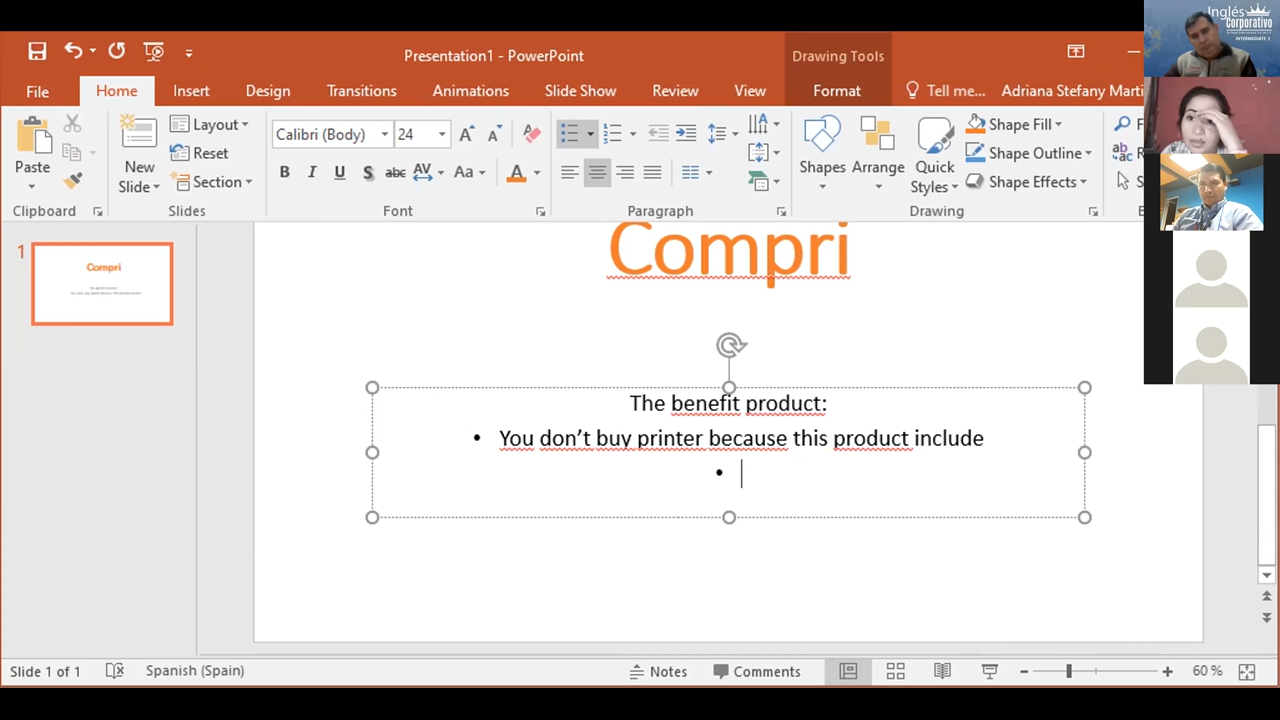 Inglés
Corporativo
INTERMEDIATE 3
Presentation1 - PowerPoint
Drawing Tools
File
Home
Insert
Design
Transitions
Animations
Slide Show
Review
View
Format
Tell me...
Adriana Stefany Marti
Paste
New
Slide
Layout
Reset
Section
Calibri (Body)
24
B I U S abc AV Aa A
Shapes
Arrange
Quick
Styles
Shape Fill
Shape Outline
Shape Effects
F
R
S
Clipboard
Slides
Font
Paragraph
Drawing
E
1
Compri
Compri
The benefit product:
• You don't buy printer because this product include
•
Slide 1 of 1
Spanish (Spain)
Notes
Comments
60 %